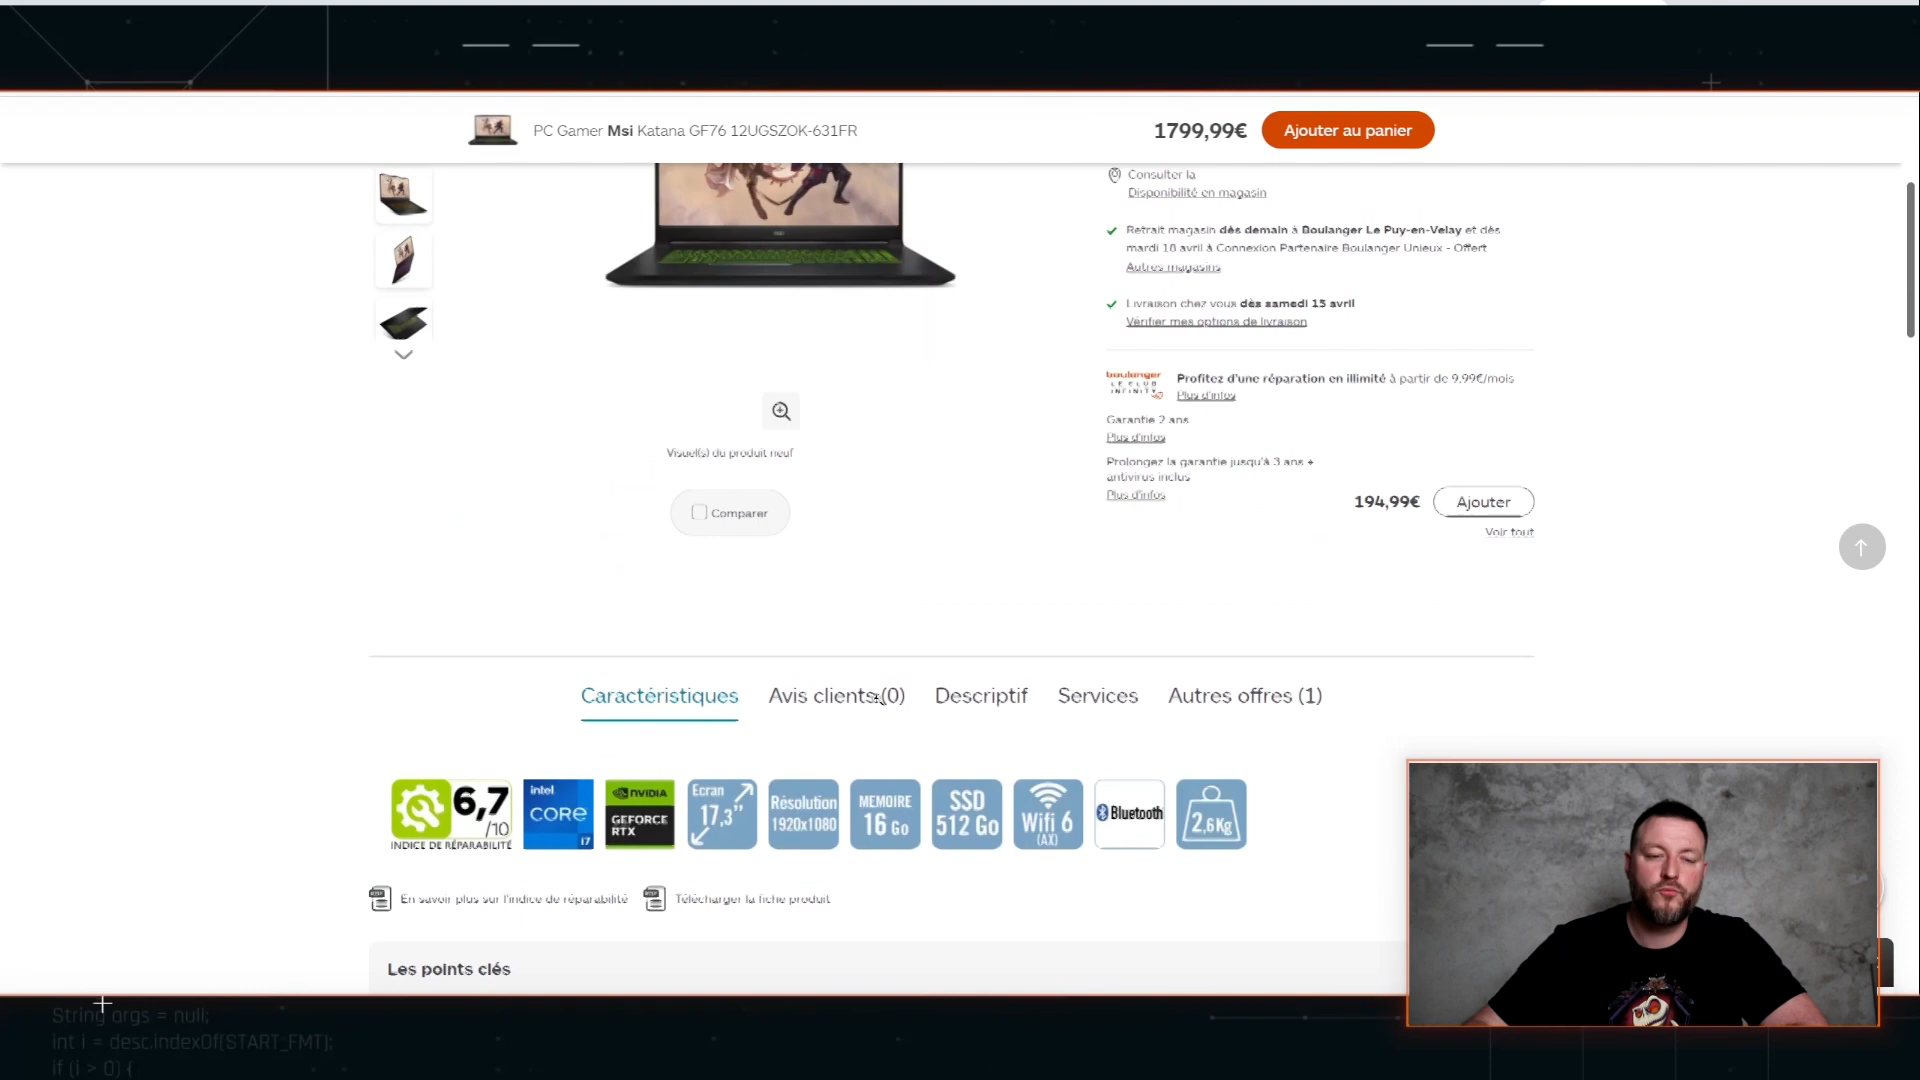 PC Gamer Msi Katana GF76 12UGSZOK-631FR
1799,99€
Ajouter au panier
Consulter la
Disponibilité en magasin
Retrait magasin dès demain à Boulanger Le Puy-en-Velay et dès
mardi 18 avril à Connexion Partenaire Boulanger Unieux - Offert
Autres magasins
Livraison chez vous dès samedi 15 avril
Vérifier mes options de livraison
boulanger
LE CLUB
INFINITY
Profitez d'une réparation en illimité à partir de 9,99€/mois
Plus d'infos
Garantie 2 ans
Plus d'infos
Prolongez la garantie jusqu'à 3 ans +
antivirus inclus
Plus d'infos
194,99€
Ajouter
Voir tout
Visuel(s) du produit neuf
Comparer
Caractéristiques
Avis clients (0)
Descriptif
Services
Autres offres (1)
6,7
/10
INDICE DE RÉPARABILITÉ
intel
CORE
i7
NVIDIA
GEFORCE
RTX
Ecran
17,3’’
Résolution
1920x1080
MEMOIRE
16 Go
SSD
512 Go
Wifi 6
(AX)
Bluetooth
2,6Kg
En savoir plus sur l'indice de réparabilité
Télécharger la fiche produit
Les points clés
String args = null;
int i = desc.indexOf(START_FMT);
if (i > 0) {